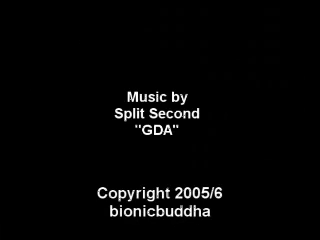 Music by
Split Second
"GDA"
Copyright 2005/6
bionicbuddha